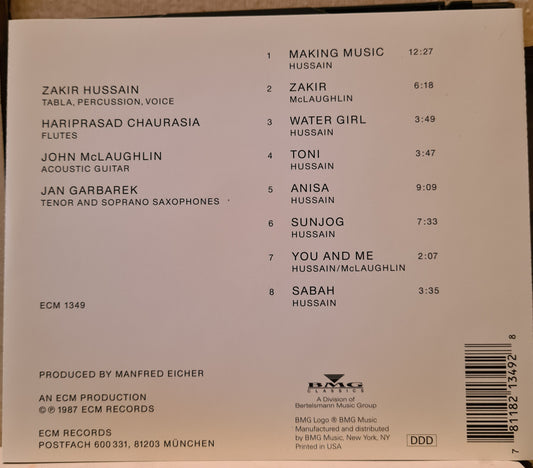 ZAKIR HUSSAIN
TABLA, PERCUSSION, VOICE
HARIPRASAD CHAURASIA
FLUTES
JOHN McLAUGHLIN
ACOUSTIC GUITAR
JAN GARBAREK
TENOR AND SOPRANO SAXOPHONES
ECM 1349
1 MAKING MUSIC 12:27
HUSSAIN
2 ZAKIR 6:18
McLAUGHLIN
3 WATER GIRL 3:49
HUSSAIN
4 TONI 3:47
HUSSAIN
5 ANISA 9:09
HUSSAIN
6 SUNJOG 7:33
HUSSAIN
7 YOU AND ME 2:07
HUSSAIN/McLAUGHLIN
8 SABAH 3:35
HUSSAIN
PRODUCED BY MANFRED EICHER
AN ECM PRODUCTION
© ℗ 1987 ECM RECORDS
ECM RECORDS
POSTFACH 600 331, 81203 MÜNCHEN
BMG
CLASSICS
A Division of
Bertelsmann Music Group
BMG Logo ® BMG Music
Manufactured and distributed
by BMG Music, New York, NY
Printed in USA
DDD
7 81182 13492 8